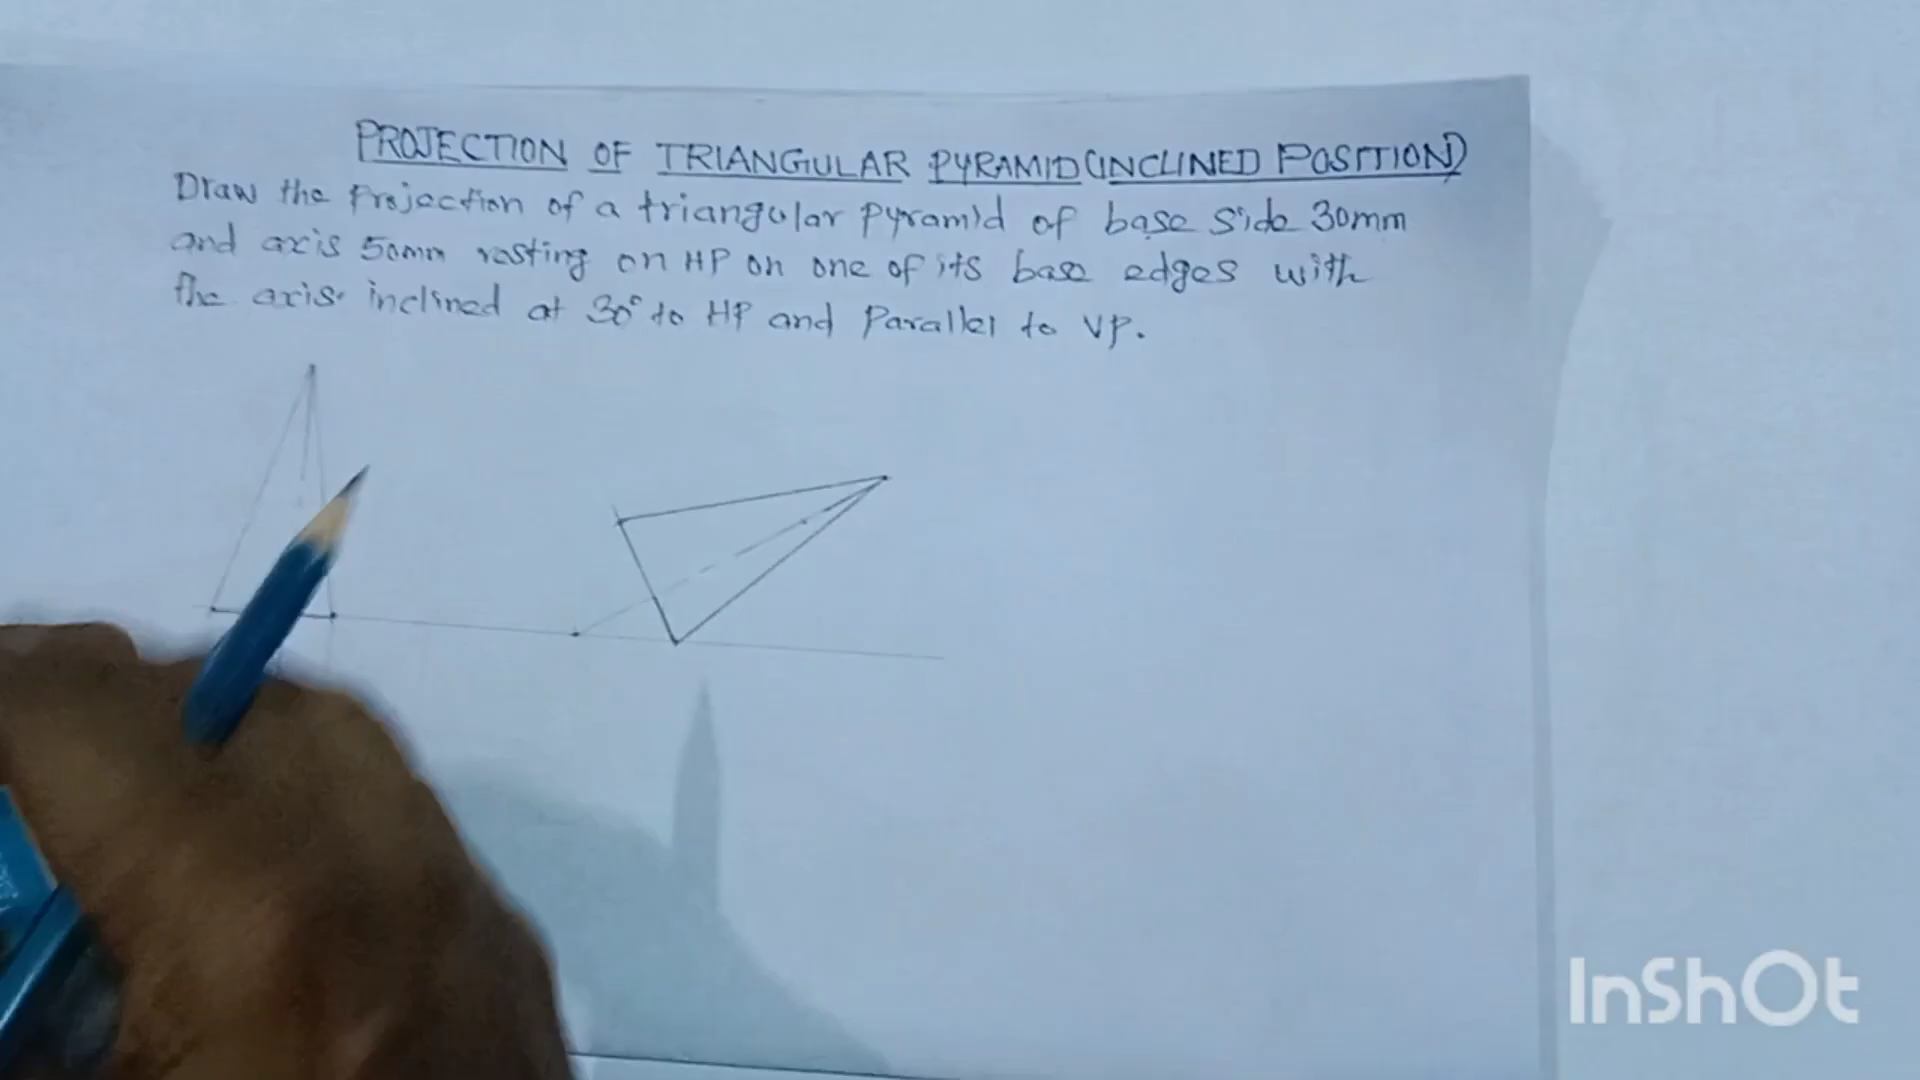 PROJECTION OF TRIANGULAR PYRAMID (INCLINED POSITION)
Draw the Projection of a triangular pyramid of base side 30mm
and axis 50mm resting on HP on one of its base edges with
the axis inclined at 30° to HP and Parallel to VP.
InShOt